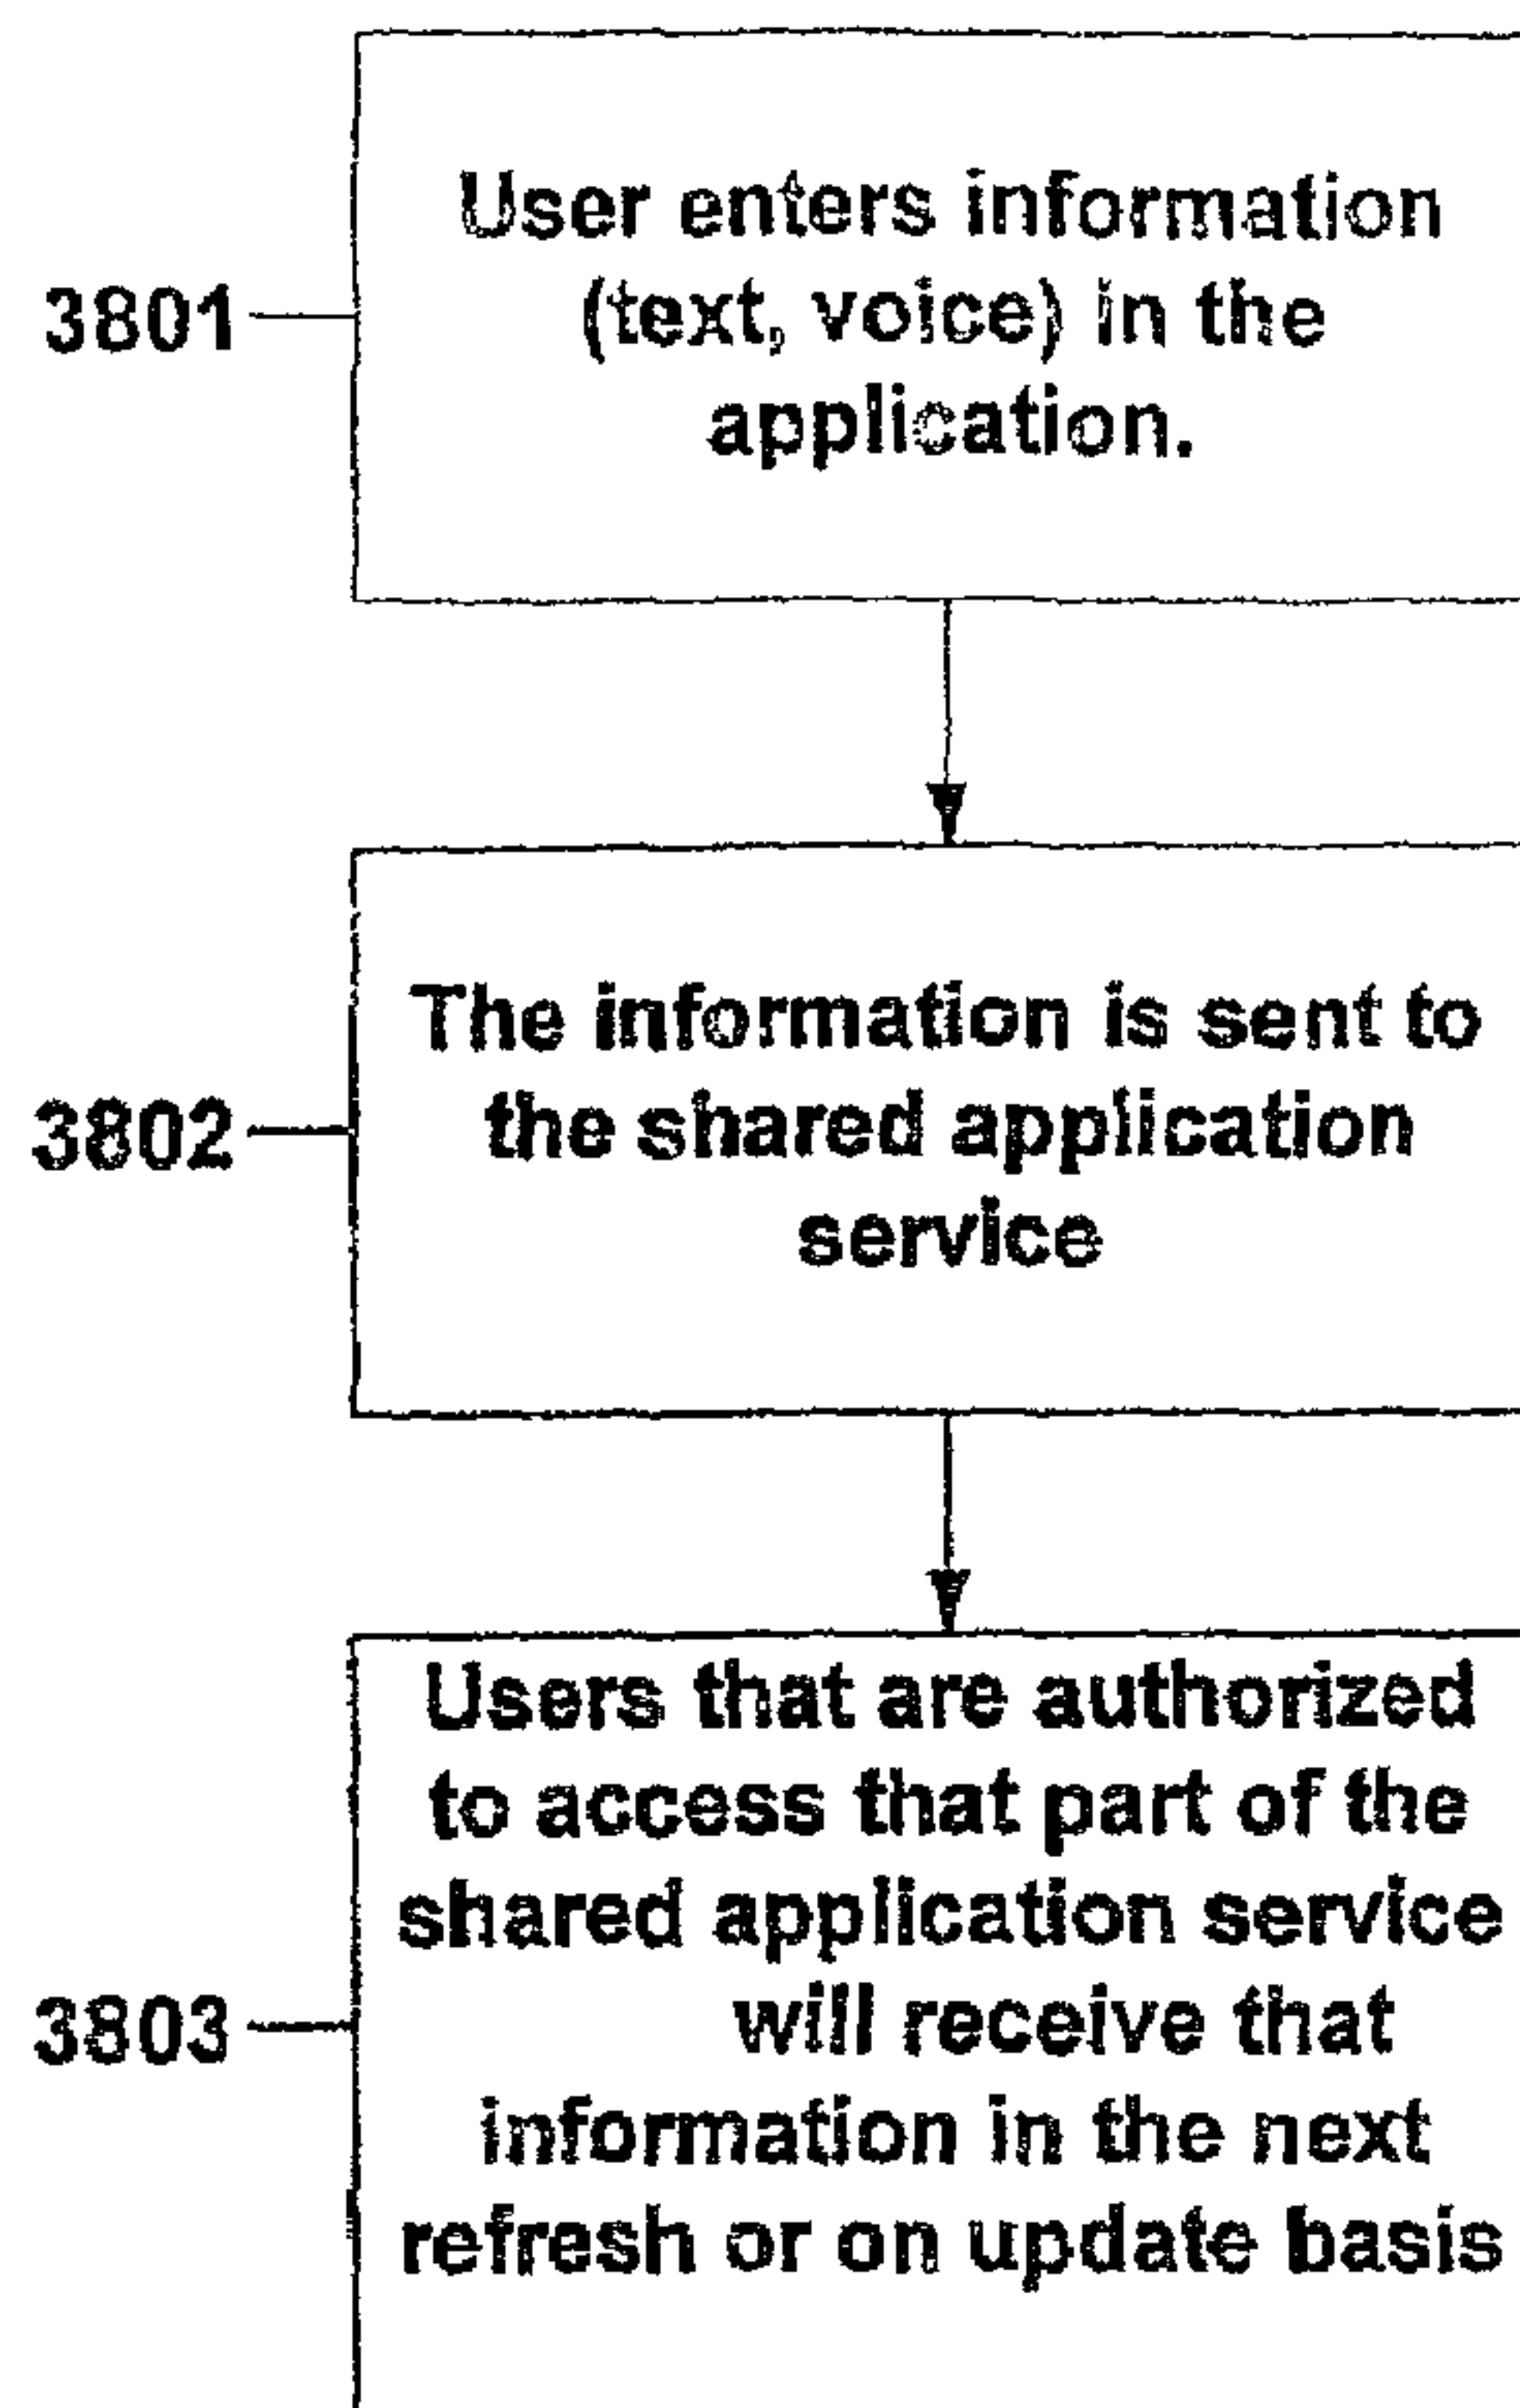 User enters information
3801
(text, voice) in the
application.
The information is sent to
3802
the shared application
service
Users that are authorized
to access that part of the
shared application service
3803
will receive that
information in the next
refresh or on update basis